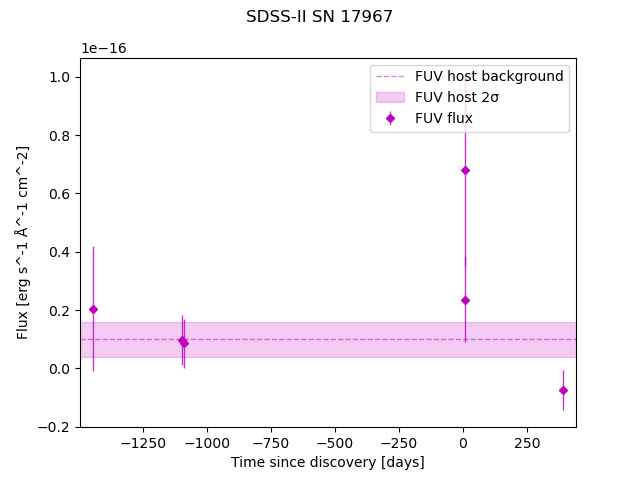 SDSS-II SN 17967
1e−16
FUV host background
FUV host 2σ
FUV flux
1.0
0.8
0.6
0.4
0.2
0.0
−0.2
Flux [erg s^-1 Å^-1 cm^-2]
−1250
−1000
−750
−500
−250
0
250
Time since discovery [days]